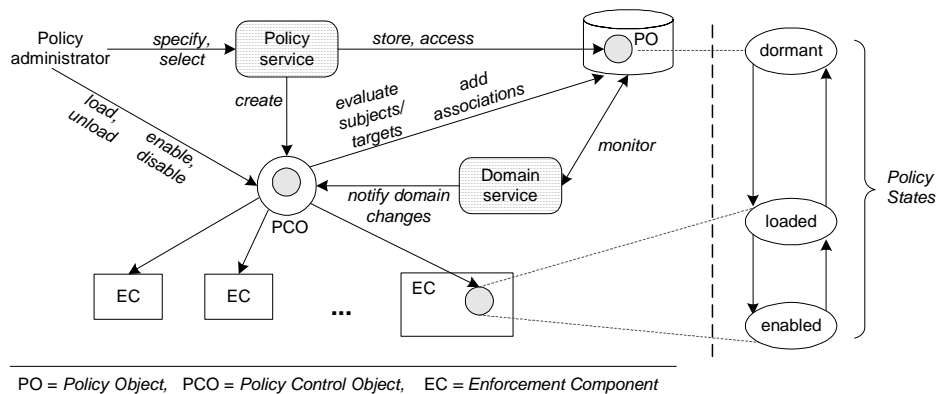 Policy
administrator
specify,
select
Policy
service
store, access
PO
dormant
create
evaluate
subjects/
targets
add
associations
load,
unload
enable,
disable
monitor
Domain
service
notify domain
changes
PCO
Policy
States
loaded
EC
EC
...
EC
enabled
PO = Policy Object, PCO = Policy Control Object, EC = Enforcement Component